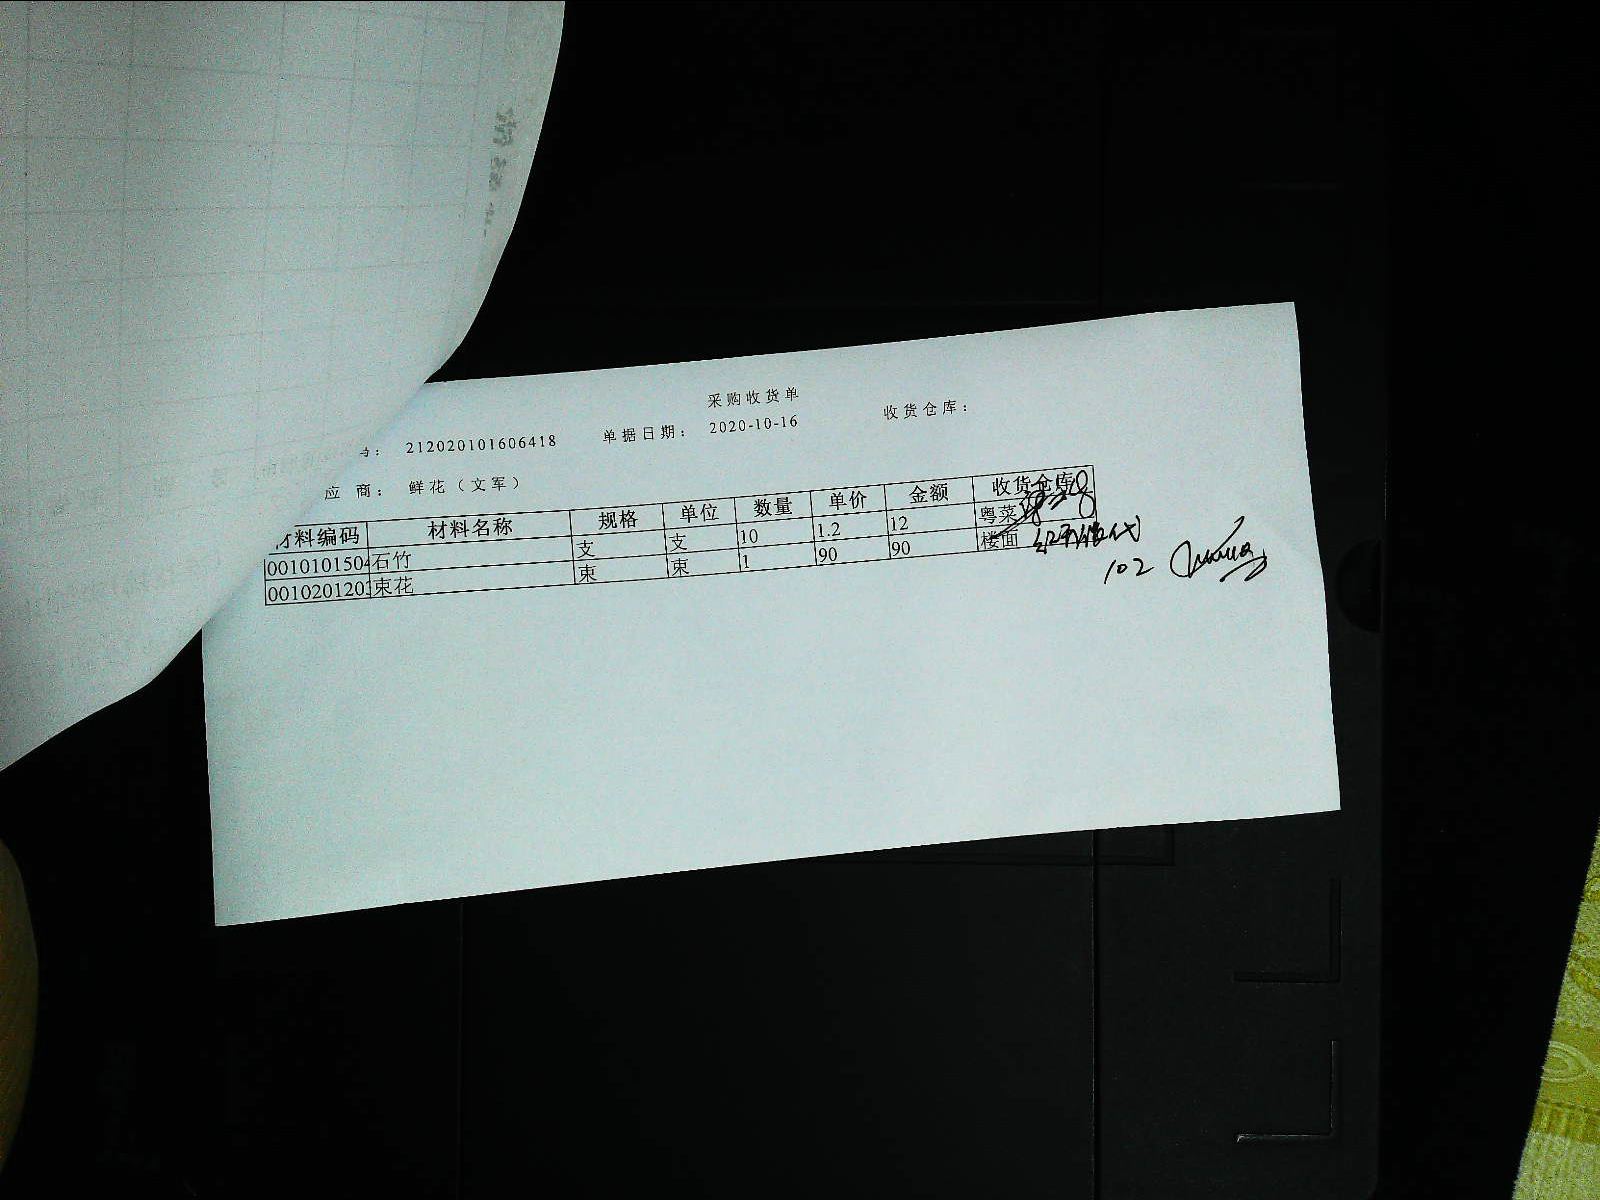 采购收货单
号： 212020101606418 单据日期： 2020-10-16 收货仓库：
应 商： 鲜花（文军）
材料编码 材料名称 规格 单位 数量 单价 金额 收货仓库
001010150 石竹 支 支 10 1.2 12 粤菜
001020120 束花 束 束 1 90 90 楼面
102